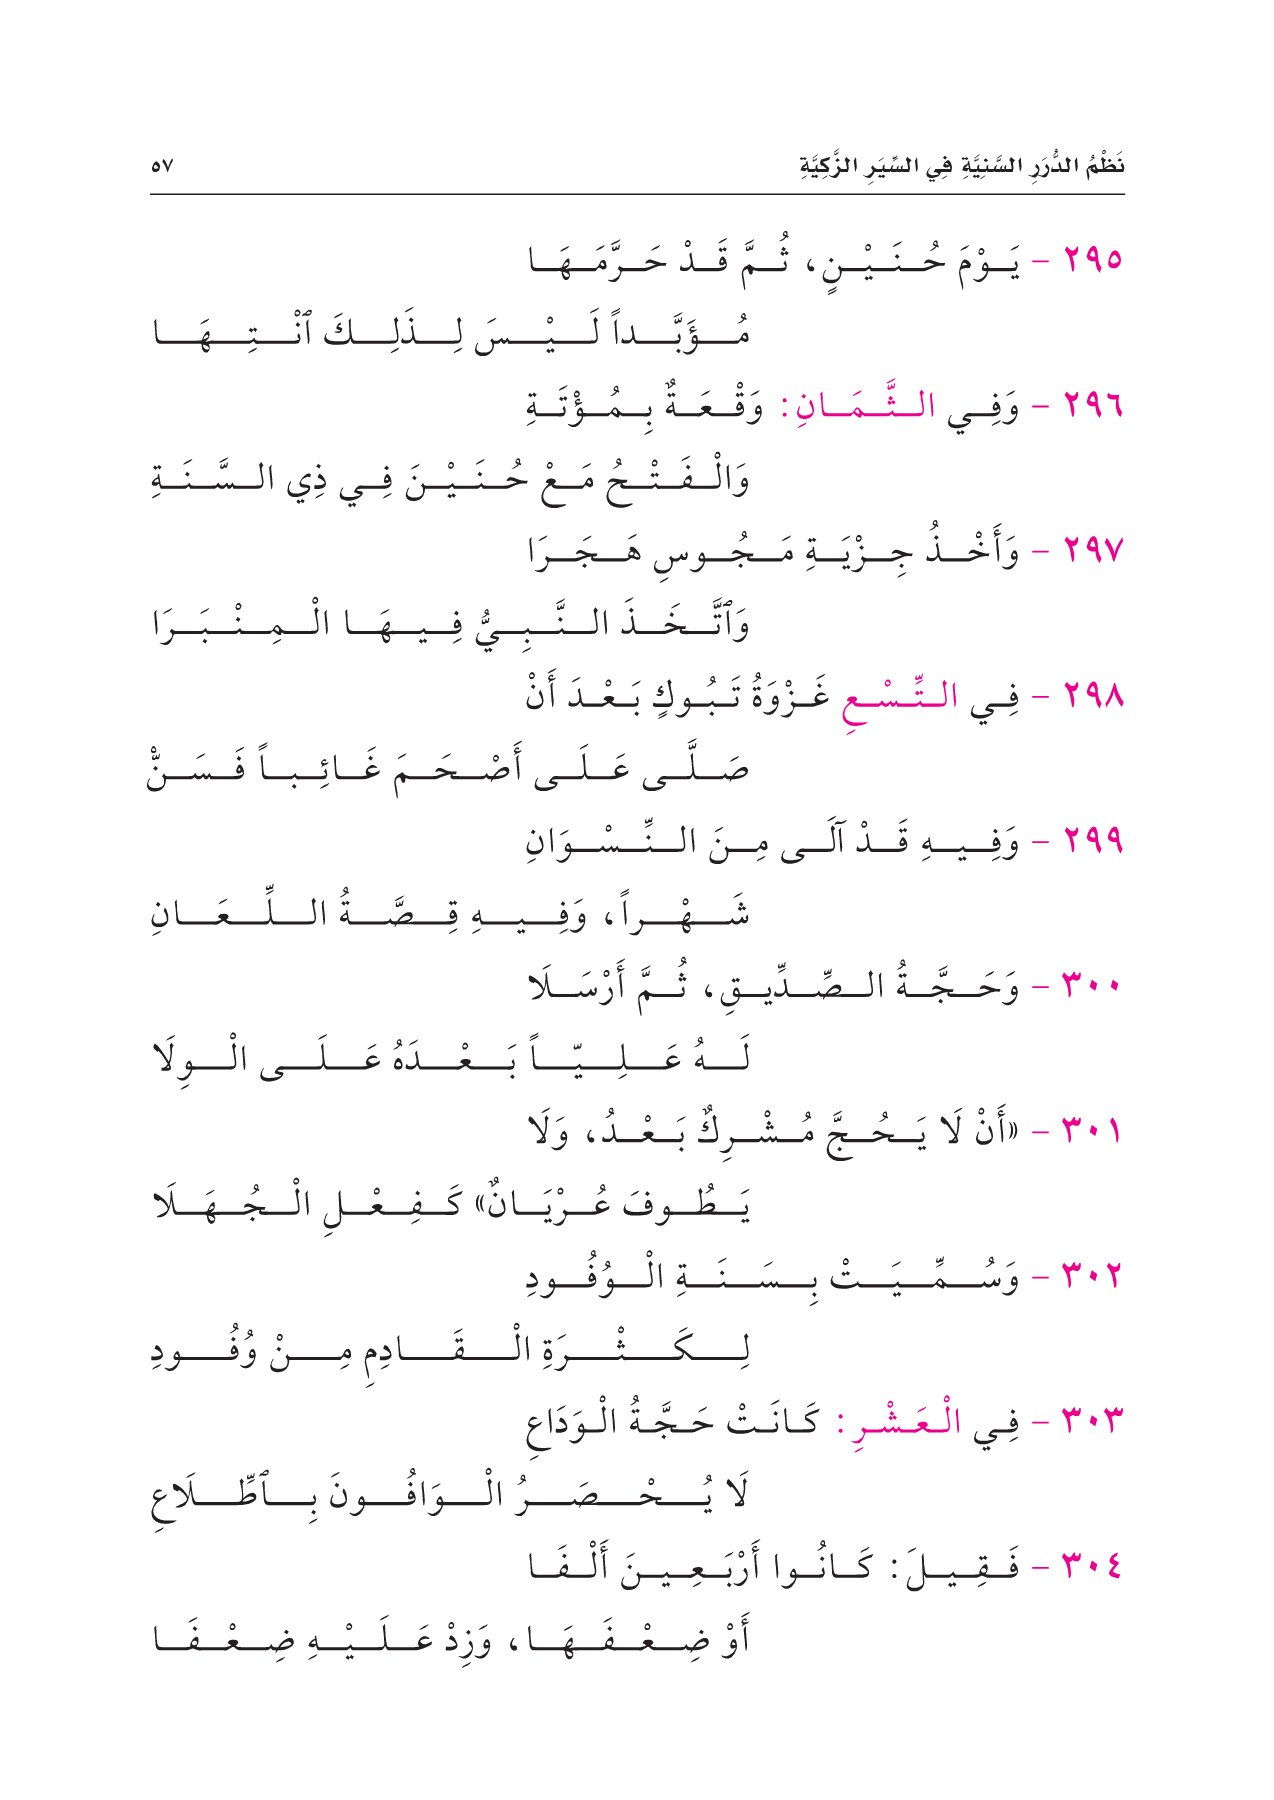 نَظْمُ الدُّرَرِ السَّنِيَّةِ فِي السِّيَرِ الزَّكِيَّةِ ٥٧
٢٩٥ - يَوْمَ حُنَيْنٍ، ثُمَّ قَدْ حَرَّمَهَا
مُؤَبَّداً لَيْسَ لِذَلِكَ ٱنْتِهَا
٢٩٦ - وَفِي الثَّمَانِ: وَقْعَةٌ بِمُؤْتَةِ
وَالْفَتْحُ مَعْ حُنَيْنَ فِي ذِي السَّنَةِ
٢٩٧ - وَأَخْذُ جِزْيَةِ مَجُوسِ هَجَرَا
وَٱتَّخَذَ النَّبِيُّ فِيهَا الْمِنْبَرَا
٢٩٨ - فِي التِّسْعِ غَزْوَةُ تَبُوكٍ بَعْدَ أَنْ
صَلَّى عَلَى أَصْحَمَ غَائِباً فَسَنّْ
٢٩٩ - وَفِيهِ قَدْ آلَى مِنَ النِّسْوَانِ
شَهْراً، وَفِيهِ قِصَّةُ اللِّعَانِ
٣٠٠ - وَحَجَّةُ الصِّدِّيقِ، ثُمَّ أَرْسَلَا
لَهُ عَلِيّاً بَعْدَهُ عَلَى الْوِلَا
٣٠١ - «أَنْ لَا يَحُجَّ مُشْرِكٌ بَعْدُ، وَلَا
يَطُوفَ عُرْيَانٌ» كَفِعْلِ الْجُهَلَا
٣٠٢ - وَسُمِّيَتْ بِسَنَةِ الْوُفُودِ
لِكَثْرَةِ الْقَادِمِ مِنْ وُفُودِ
٣٠٣ - فِي الْعَشْرِ: كَانَتْ حَجَّةُ الْوَدَاعِ
لَا يُحْصَرُ الْوَافُونَ بِٱطِّلَاعِ
٣٠٤ - فَقِيلَ: كَانُوا أَرْبَعِينَ أَلْفَا
أَوْ ضِعْفَهَا، وَزِدْ عَلَيْهِ ضِعْفَا